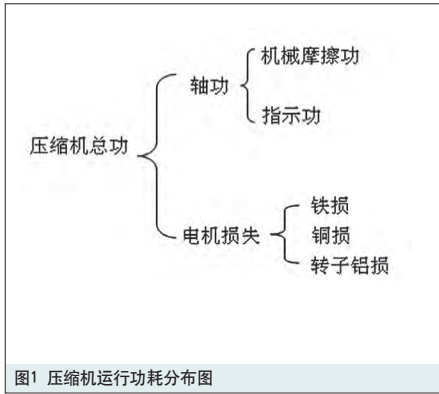 机械摩擦功
轴功
指示功
压缩机总功
铁损
电机损失
铜损
转子铝损
图1 压缩机运行功耗分布图